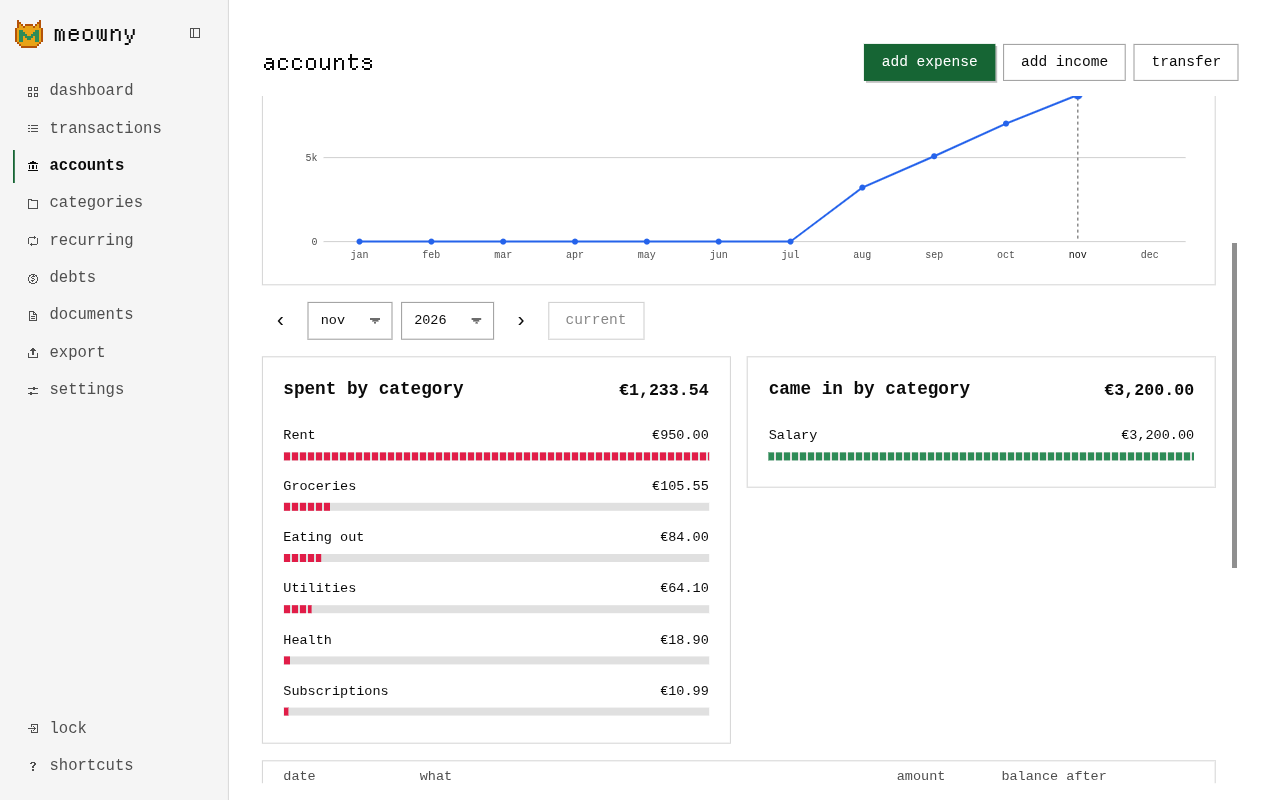 meowny
dashboard
transactions
accounts
categories
recurring
debts
documents
export
settings
lock
? shortcuts
accounts
add expense
add income
transfer
5k
0
jan feb mar apr may jun jul aug sep oct nov dec
‹ nov 2026 › current
spent by category €1,233.54
Rent €950.00
Groceries €105.55
Eating out €84.00
Utilities €64.10
Health €18.90
Subscriptions €10.99
came in by category €3,200.00
Salary €3,200.00
date what amount balance after